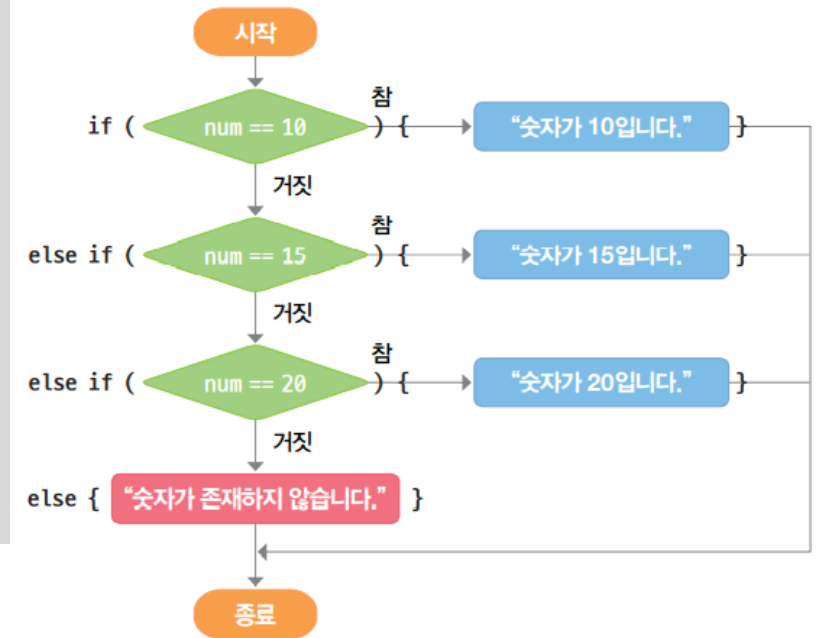 시작
참
if ( num == 10 ) { “숫자가 10입니다.” }
거짓
참
else if ( num == 15 ) { “숫자가 15입니다.” }
거짓
참
else if ( num == 20 ) { “숫자가 20입니다.” }
거짓
else { “숫자가 존재하지 않습니다.” }
종료